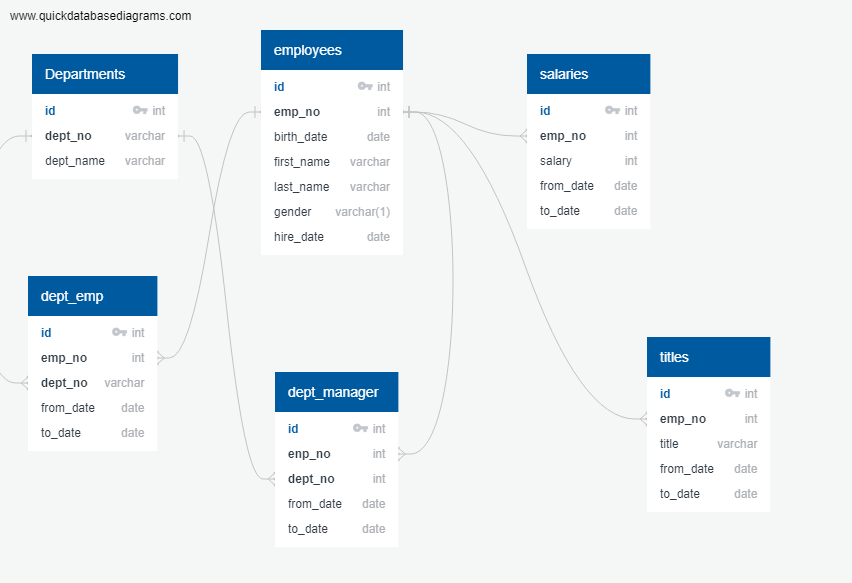 www.quickdatabasediagrams.com
Departments
id int
dept_no varchar
dept_name varchar
employees
id int
emp_no int
birth_date date
first_name varchar
last_name varchar
gender varchar(1)
hire_date date
salaries
id int
emp_no int
salary int
from_date date
to_date date
dept_emp
id int
emp_no int
dept_no varchar
from_date date
to_date date
dept_manager
id int
enp_no int
dept_no int
from_date date
to_date date
titles
id int
emp_no int
title varchar
from_date date
to_date date